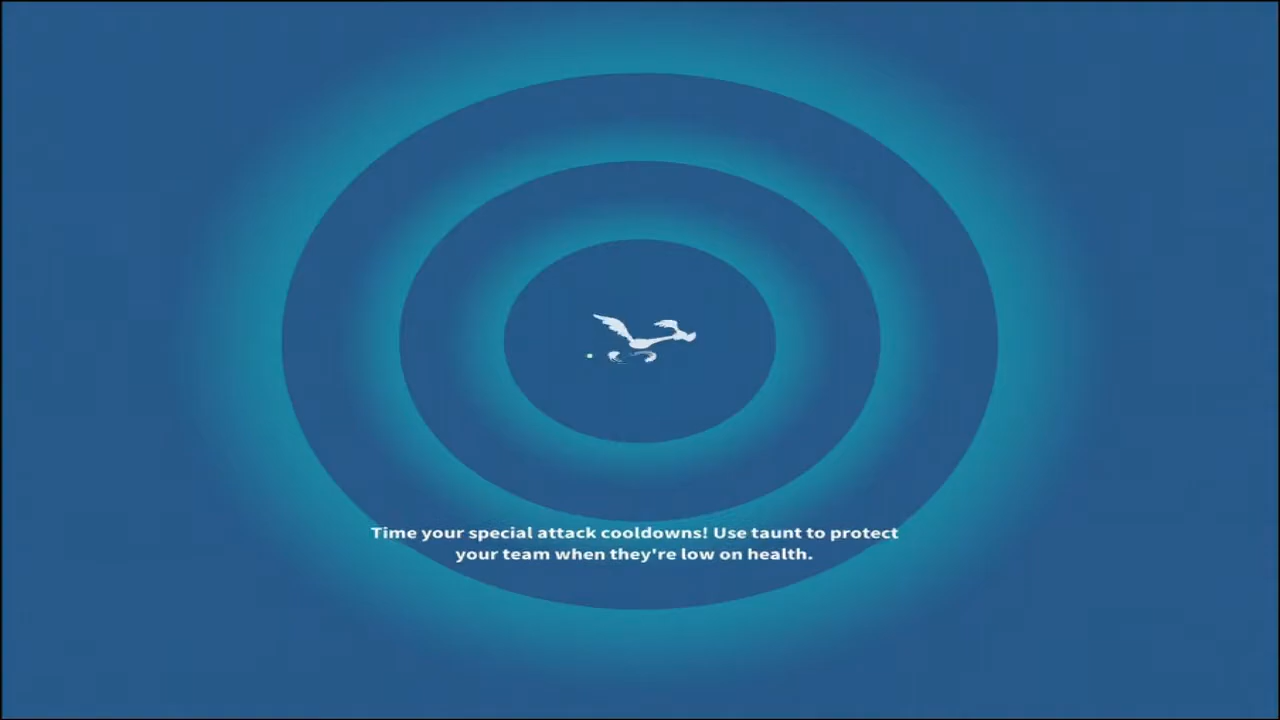 Time your special attack cooldowns! Use taunt to protect
your team when they're low on health.